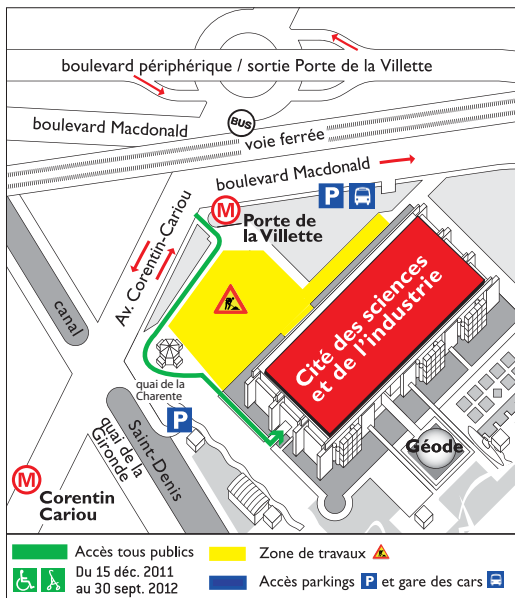 boulevard périphérique / sortie Porte de la Villette
boulevard Macdonald
BUS
voie ferrée
boulevard Macdonald
P
M
Porte de
la Villette
Av. Corentin-Cariou
canal
Cité des sciences
et de l'industrie
quai de la
Charente
P
Saint-Denis
quai de la
Gironde
Géode
M
Corentin
Cariou
Accès tous publics
Zone de travaux
Du 15 déc. 2011
au 30 sept. 2012
Accès parkings P et gare des cars